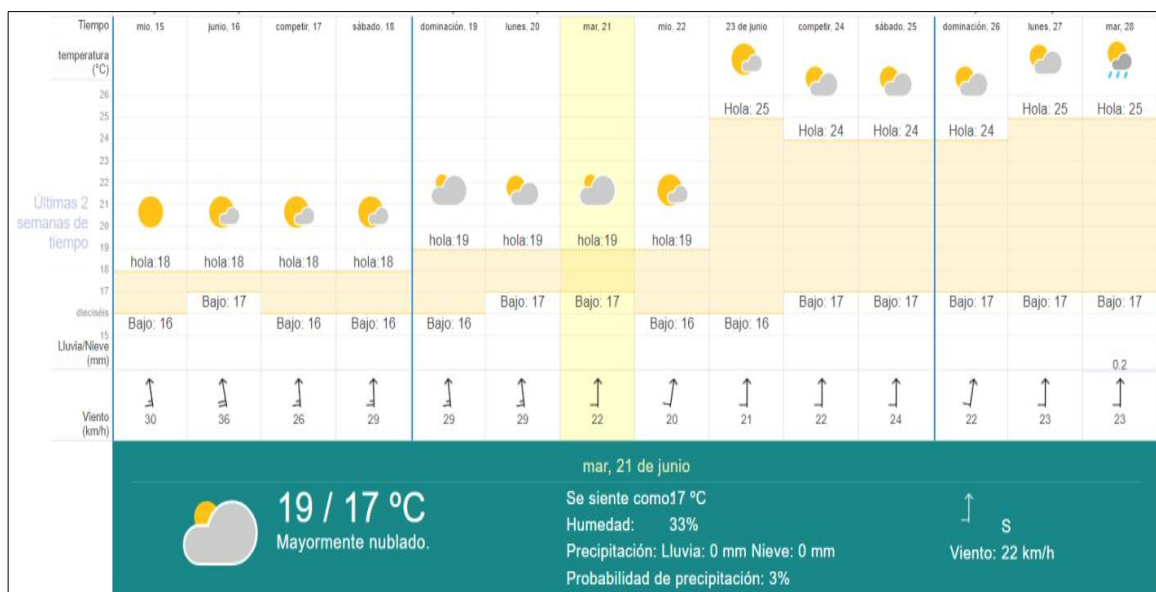 Tiempo mio, 15 junio, 16 competir, 17 sábado, 18 dominación, 19 lunes, 20 mar, 21 mio, 22 23 de junio competir, 24 sábado, 25 dominación, 26 lunes, 27 mar, 28
temperatura
(°C)
26
25 Hola: 25 Hola: 25 Hola: 25
24 Hola: 24 Hola: 24 Hola: 24
23
22
21
Últimas 2
semanas de
tiempo
20
19 hola:19 hola:19 hola:19 hola:19
18 hola:18 hola:18 hola:18 hola:18
17 Bajo: 17 Bajo: 17 Bajo: 17 Bajo: 17 Bajo: 17 Bajo: 17 Bajo: 17 Bajo: 17
dieciséis Bajo: 16 Bajo: 16 Bajo: 16 Bajo: 16 Bajo: 16 Bajo: 16
15
Lluvia/Nieve
(mm) 0.2
Viento
(km/h) 30 36 26 29 29 29 22 20 21 22 24 22 23 23
mar, 21 de junio
19 / 17 ºC
Mayormente nublado.
Se siente como:17 ºC
Humedad: 33%
Precipitación: Lluvia: 0 mm Nieve: 0 mm
Probabilidad de precipitación: 3%
S
Viento: 22 km/h